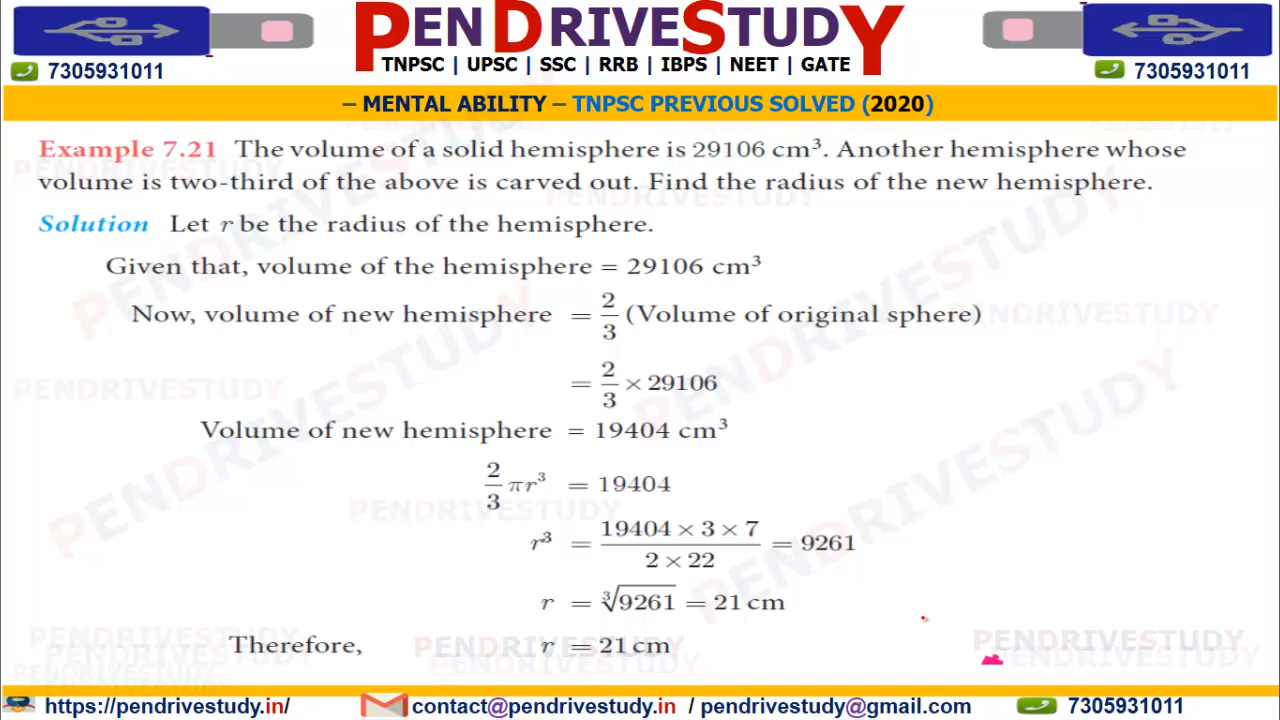 PENDRIVESTUDY
TNPSC | UPSC | SSC | RRB | IBPS | NEET | GATE
7305931011
7305931011
– MENTAL ABILITY – TNPSC PREVIOUS SOLVED (2020)
Example 7.21 The volume of a solid hemisphere is 29106 cm³. Another hemisphere whose
volume is two-third of the above is carved out. Find the radius of the new hemisphere.
Solution Let r be the radius of the hemisphere.
Given that, volume of the hemisphere = 29106 cm³
Now, volume of new hemisphere = 2/3 (Volume of original sphere)
= 2/3 × 29106
Volume of new hemisphere = 19404 cm³
2/3 πr³ = 19404
r³ = (19404 × 3 × 7)/(2 × 22) = 9261
r = ∛9261 = 21 cm
Therefore, r = 21 cm
PENDRIVESTUDY
https://pendrivestudy.in/ contact@pendrivestudy.in / pendrivestudy@gmail.com 7305931011